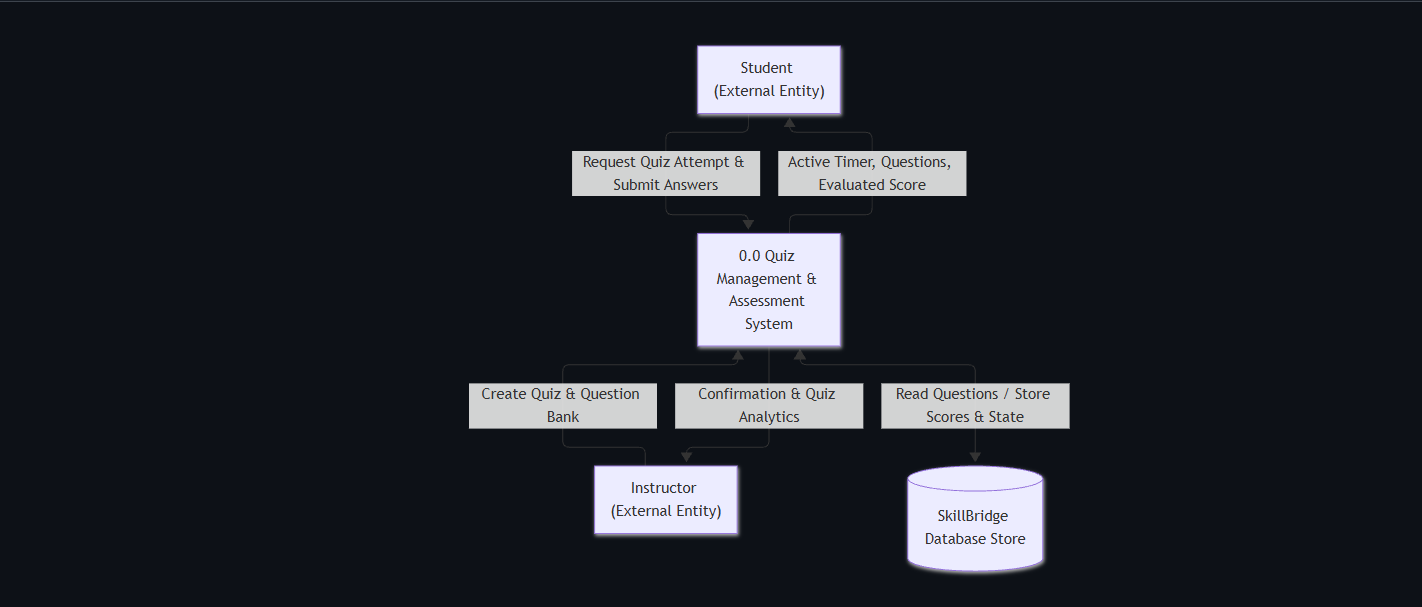 Student
(External Entity)
Request Quiz Attempt &
Submit Answers
Active Timer, Questions,
Evaluated Score
0.0 Quiz
Management &
Assessment
System
Create Quiz & Question
Bank
Confirmation & Quiz
Analytics
Read Questions / Store
Scores & State
Instructor
(External Entity)
SkillBridge
Database Store